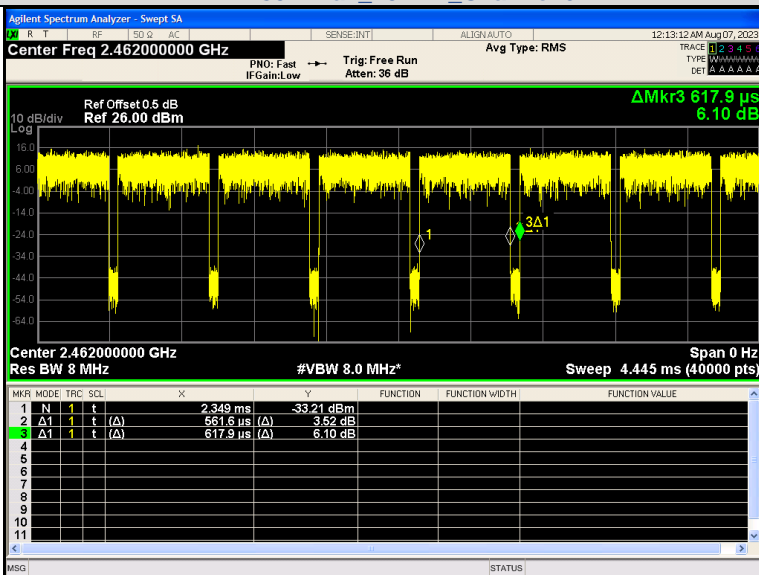 Agilent Spectrum Analyzer - Swept SA
R T RF 50 Ω AC SENSE:INT ALIGN AUTO 12:13:12 AM Aug 07, 2023
Center Freq 2.462000000 GHz Avg Type: RMS TRACE 1 2 3 4 5 6
PNO: Fast Trig: Free Run TYPE W
IFGain:Low Atten: 36 dB DET A A A A A
ΔMkr3 617.9 µs
Ref Offset 0.5 dB
10 dB/div Ref 26.00 dBm 6.10 dB
Log
16.0
6.00
-4.00
-14.0
3Δ1
1
-24.0
-34.0
-44.0
-54.0
-64.0
Center 2.462000000 GHz Span 0 Hz
Res BW 8 MHz #VBW 8.0 MHz* Sweep 4.445 ms (40000 pts)
MKR MODE TRC SCL X Y FUNCTION FUNCTION WIDTH FUNCTION VALUE
1 N 1 t 2.349 ms -33.21 dBm
2 Δ1 1 t (Δ) 561.6 µs (Δ) 3.52 dB
3 Δ1 1 t (Δ) 617.9 µs (Δ) 6.10 dB
4
5
6
7
8
9
10
11
MSG STATUS